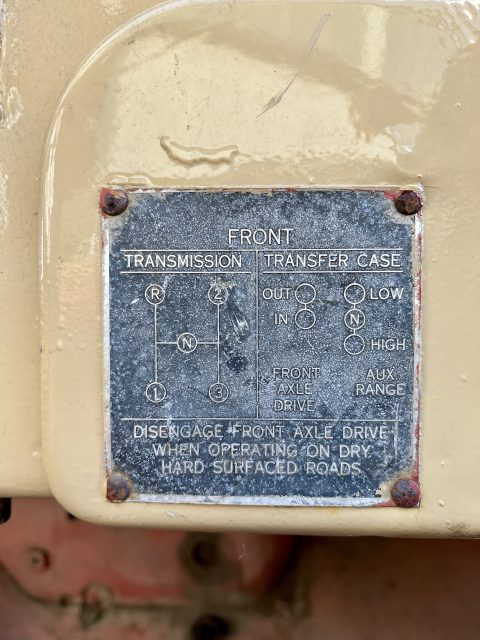 FRONT
TRANSMISSION
R 2
N
1 3
TRANSFER CASE
OUT LOW
IN N
HIGH
FRONT AXLE DRIVE
AUX. RANGE
DISENGAGE FRONT AXLE DRIVE
WHEN OPERATING ON DRY
HARD SURFACED ROADS.